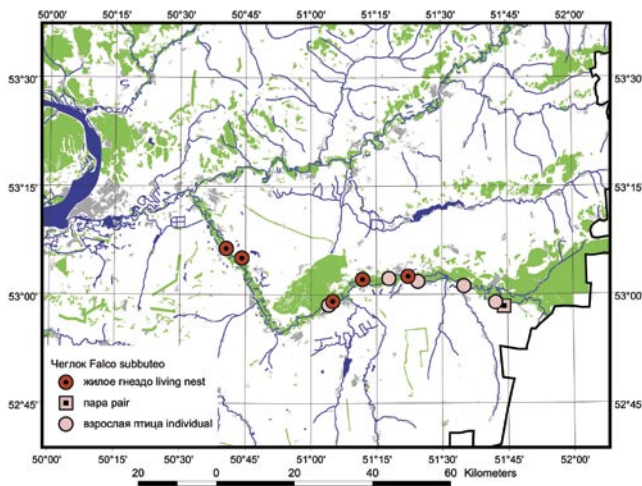 50°00' 50°15' 50°30' 50°45' 51°00' 51°15' 51°30' 51°45' 52°00'
53°30' 53°30'
53°15' 53°15'
53°00' 53°00'
Чеглок Falco subbuteo
жилое гнездо living nest
пара pair
взрослая птица individual
52°45' 52°45'
50°00' 50°15' 50°30' 50°45' 51°00' 51°15' 51°30' 51°45' 52°00'
20 0 20 40 60 Kilometers